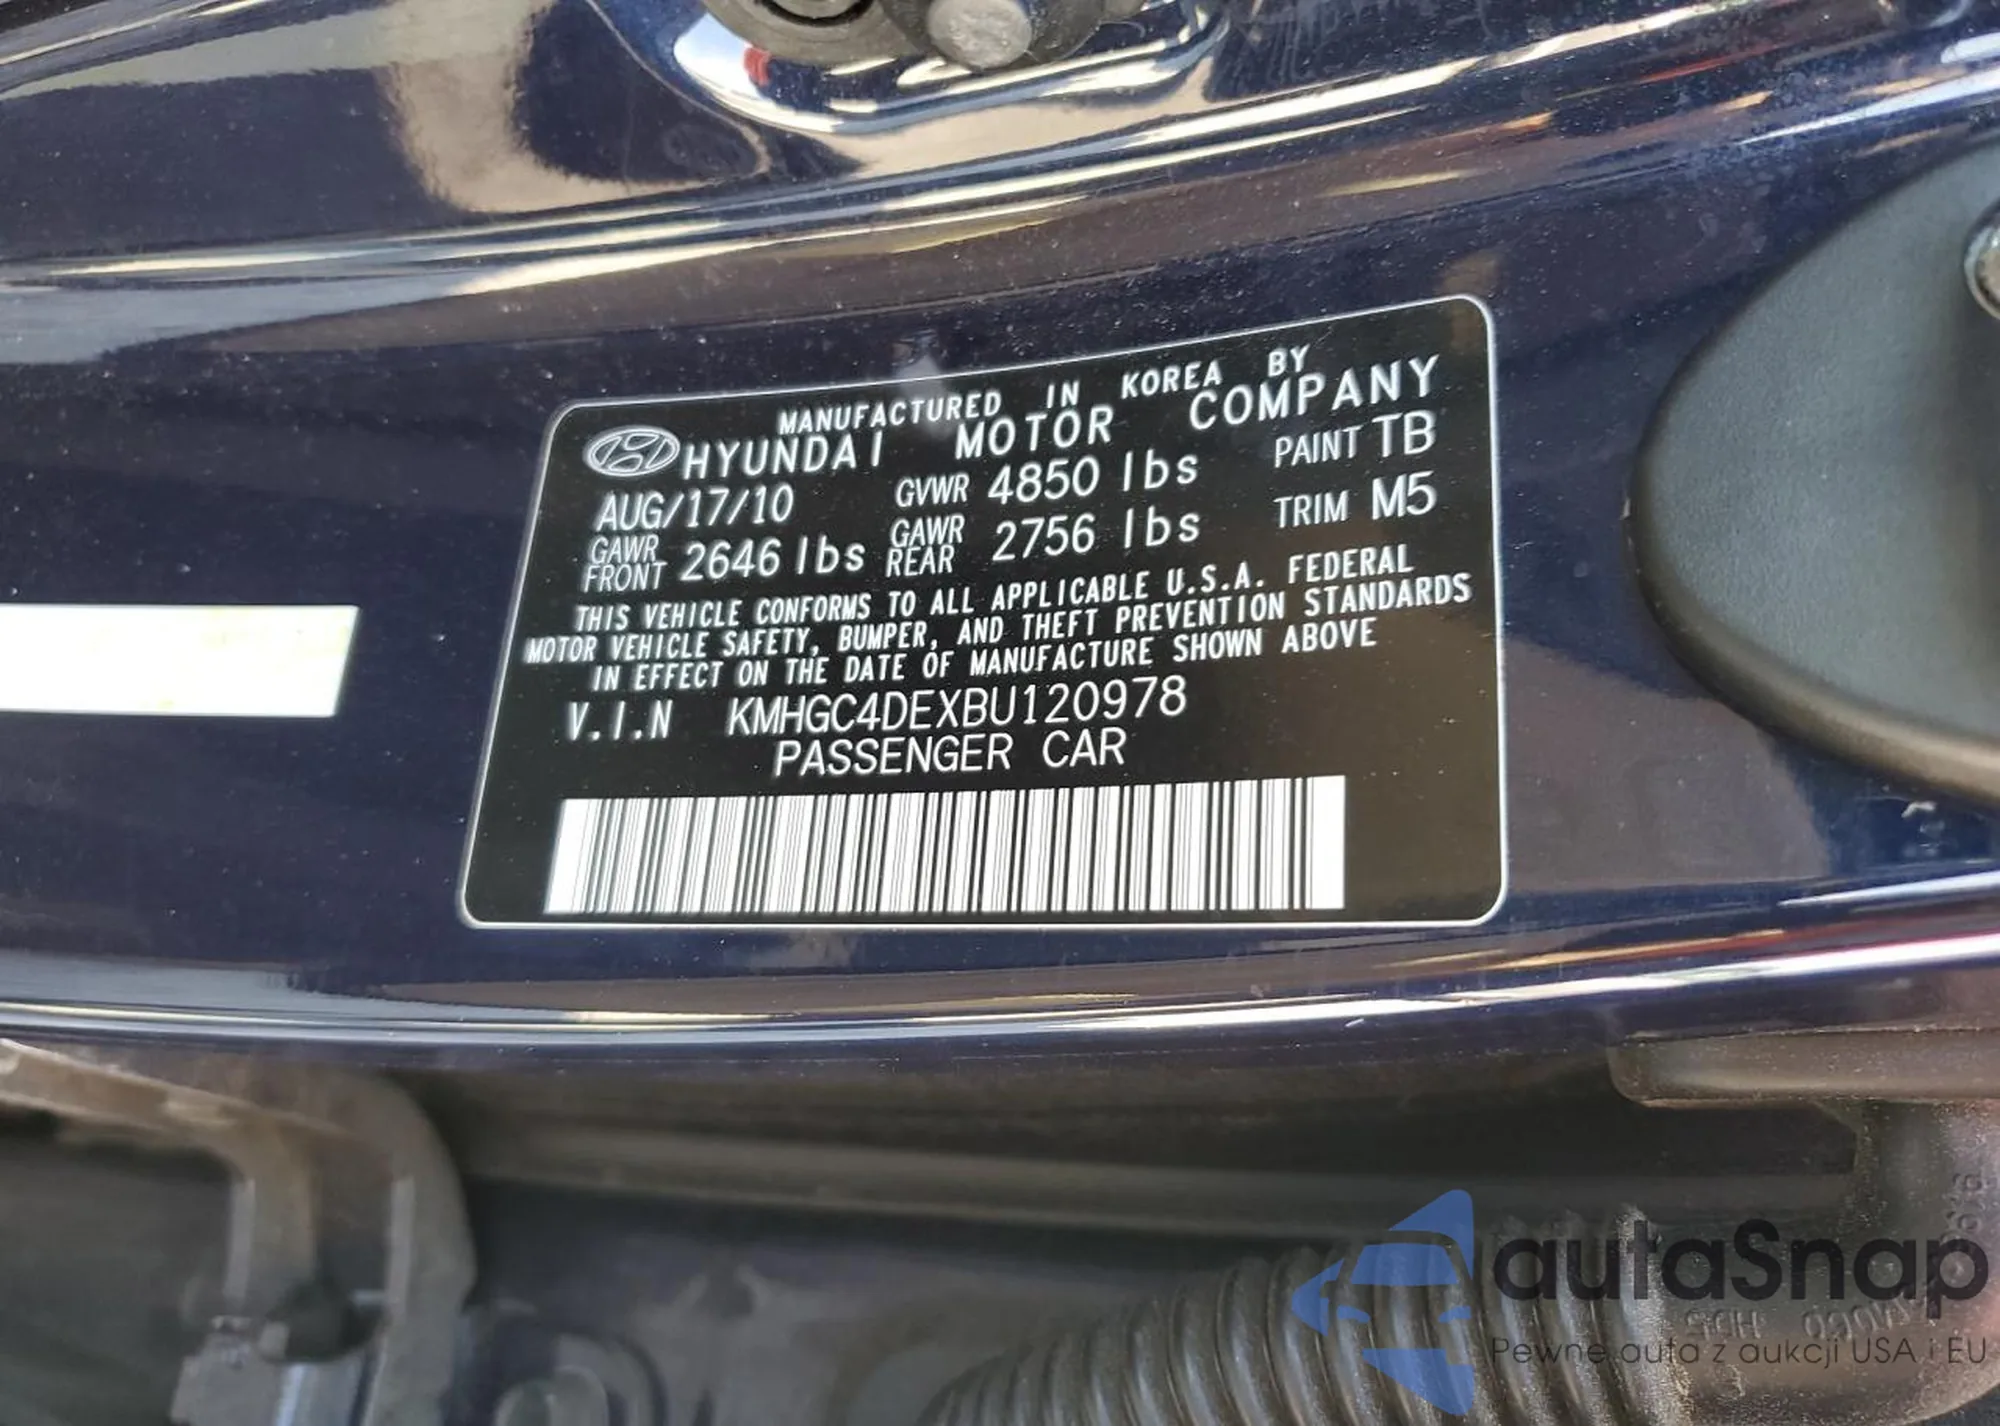 MANUFACTURED IN KOREA BY
HYUNDAI MOTOR COMPANY
AUG/17/10 GVWR 4850 lbs PAINT TB
GAWR FRONT 2646 lbs GAWR REAR 2756 lbs TRIM M5
THIS VEHICLE CONFORMS TO ALL APPLICABLE U.S.A. FEDERAL
MOTOR VEHICLE SAFETY, BUMPER, AND THEFT PREVENTION STANDARDS
IN EFFECT ON THE DATE OF MANUFACTURE SHOWN ABOVE
V.I.N KMHGC4DEXBU120978
PASSENGER CAR
autaSnap
Pewne auta z aukcji USA i EU